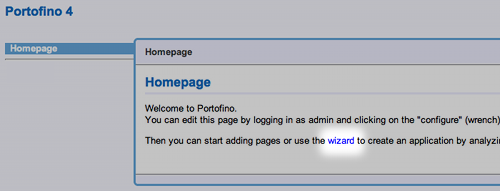 Portofino 4
Homepage
Homepage
Homepage
Welcome to Portofino.
You can edit this page by logging in as admin and clicking on the "configure" (wrench)
Then you can start adding pages or use the wizard to create an application by